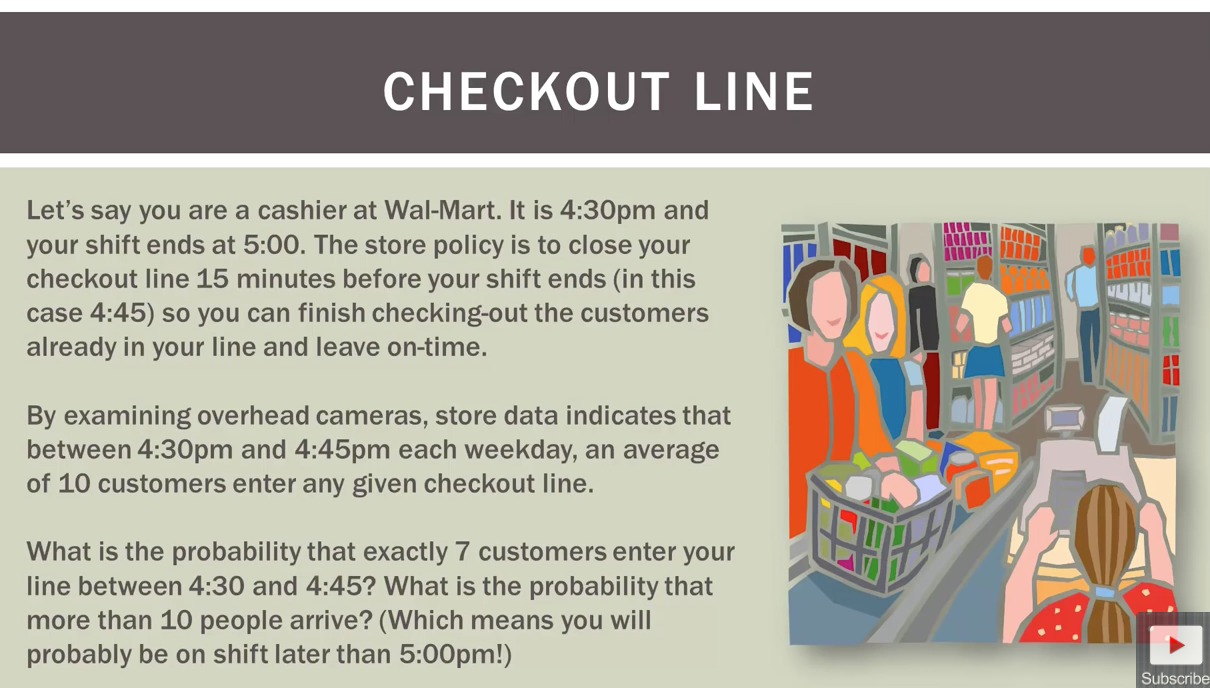 CHECKOUT LINE
Let's say you are a cashier at Wal-Mart. It is 4:30pm and
your shift ends at 5:00. The store policy is to close your
checkout line 15 minutes before your shift ends (in this
case 4:45) so you can finish checking-out the customers
already in your line and leave on-time.
By examining overhead cameras, store data indicates that
between 4:30pm and 4:45pm each weekday, an average
of 10 customers enter any given checkout line.
What is the probability that exactly 7 customers enter your
line between 4:30 and 4:45? What is the probability that
more than 10 people arrive? (Which means you will
probably be on shift later than 5:00pm!)
Subscribe